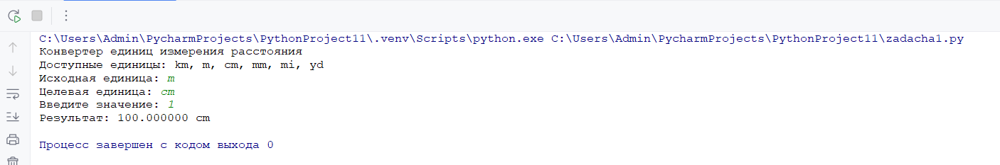 C:\Users\Admin\PycharmProjects\PythonProject11\.venv\Scripts\python.exe C:\Users\Admin\PycharmProjects\PythonProject11\zadacha1.py
Конвертер единиц измерения расстояния
Доступные единицы: km, m, cm, mm, mi, yd
Исходная единица: m
Целевая единица: cm
Введите значение: 1
Результат: 100.000000 cm
Процесс завершен с кодом выхода 0